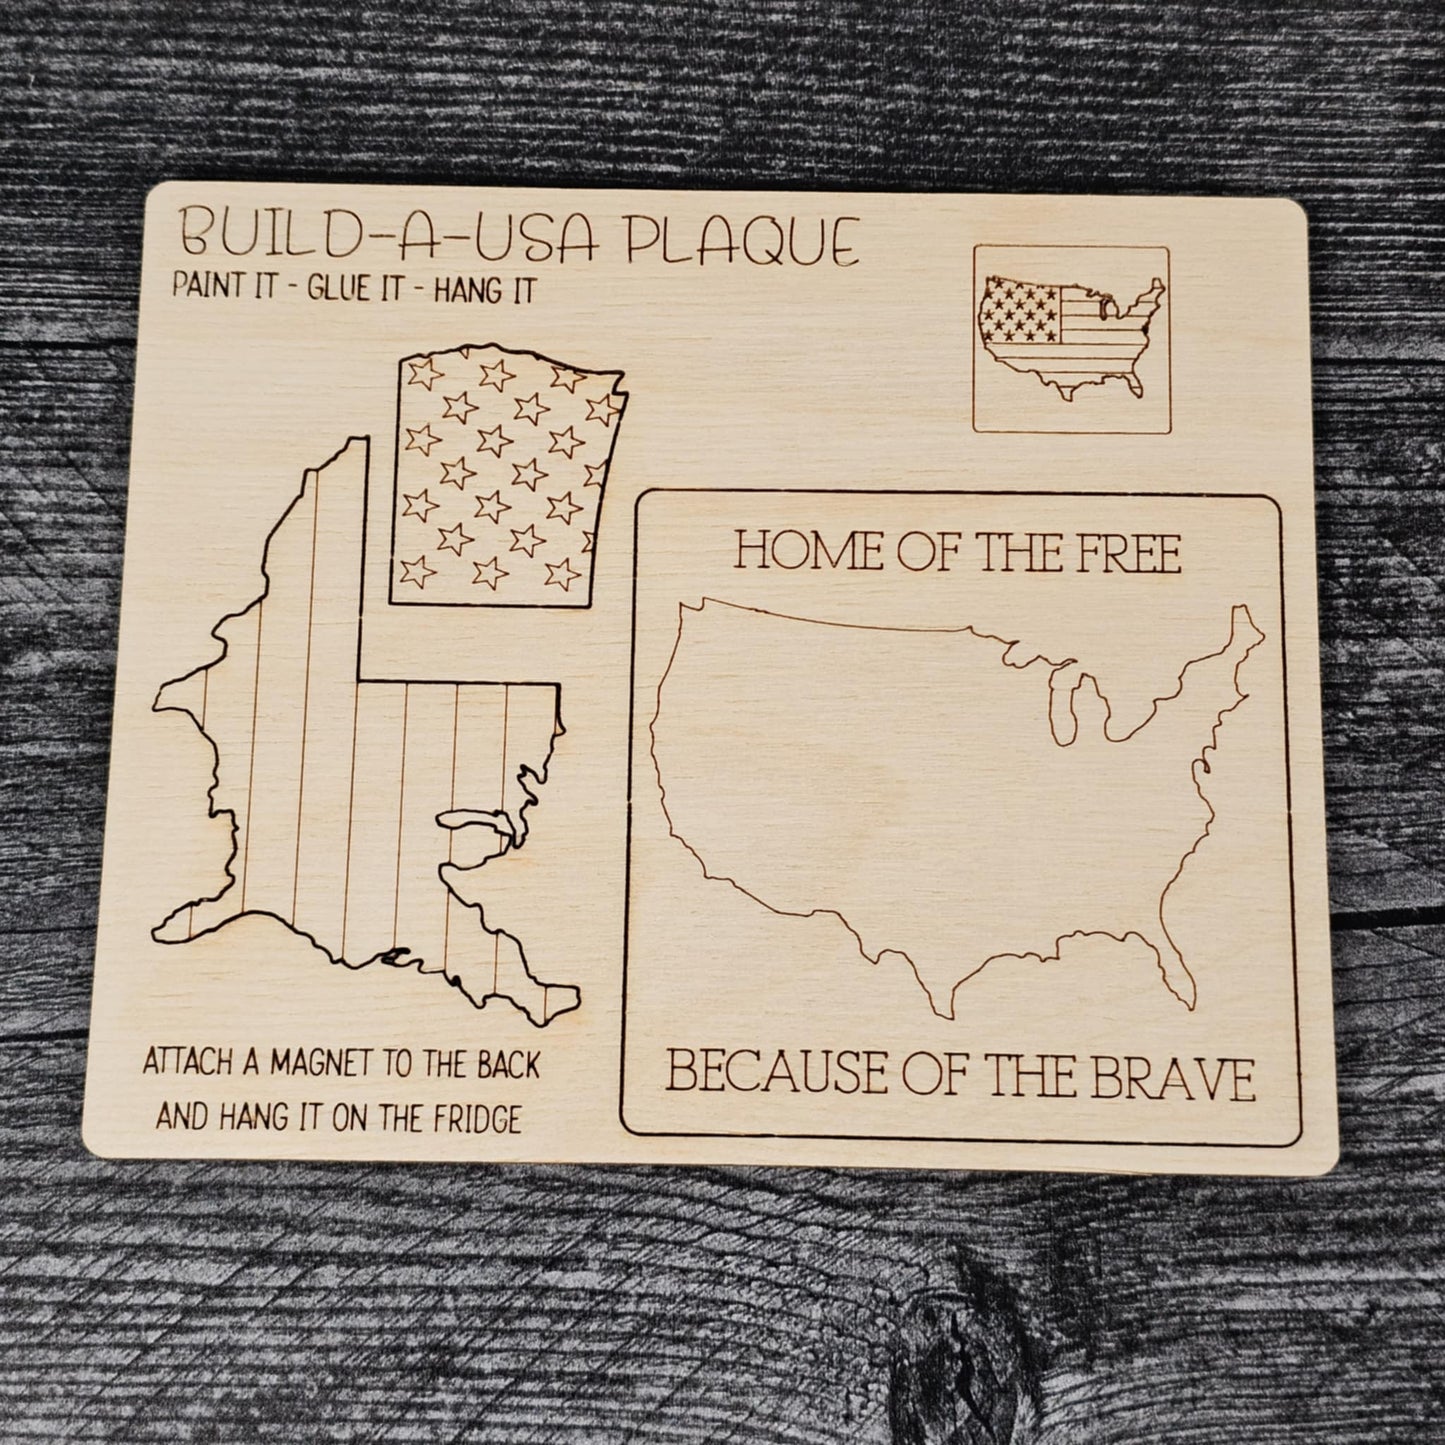 BUILD-A-USA PLAQUE
PAINT IT - GLUE IT - HANG IT
HOME OF THE FREE
BECAUSE OF THE BRAVE
ATTACH A MAGNET TO THE BACK
AND HANG IT ON THE FRIDGE